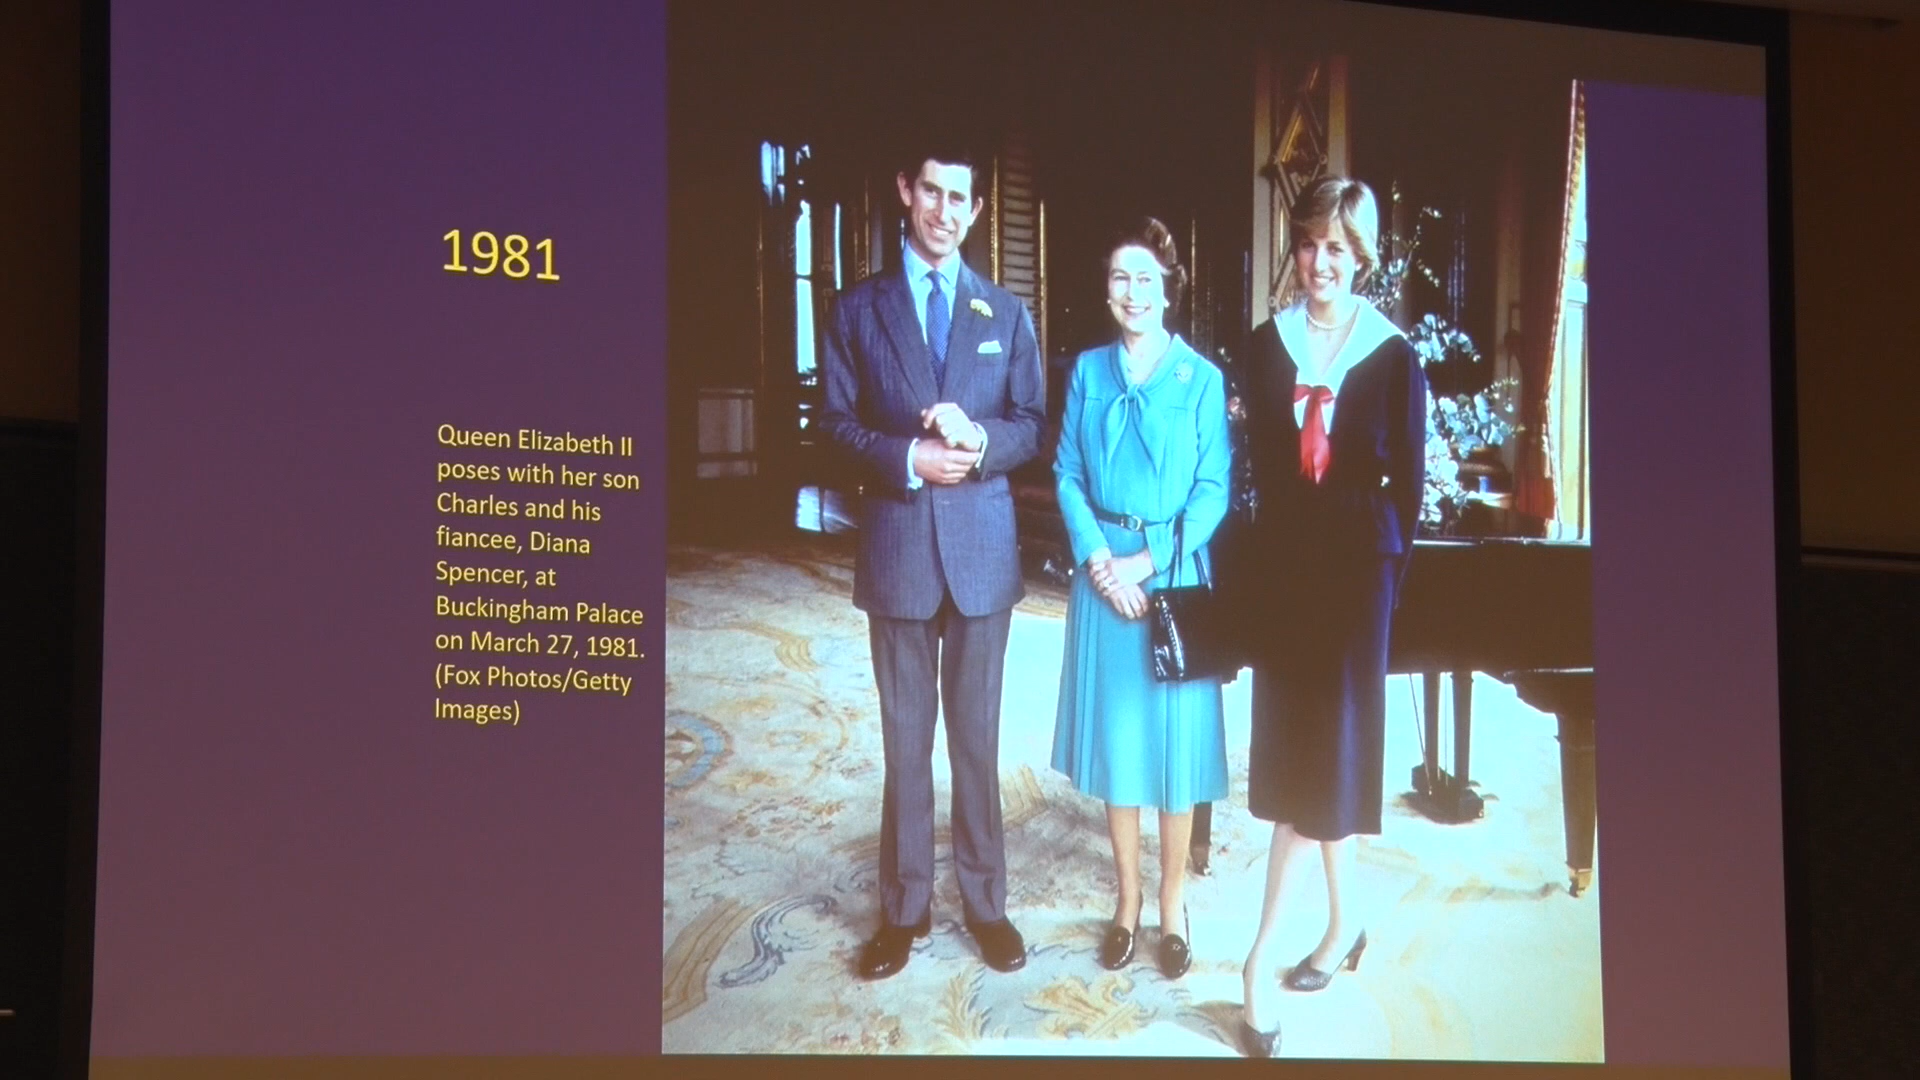 1981
Queen Elizabeth II
poses with her son
Charles and his
fiancee, Diana
Spencer, at
Buckingham Palace
on March 27, 1981.
(Fox Photos/Getty
Images)